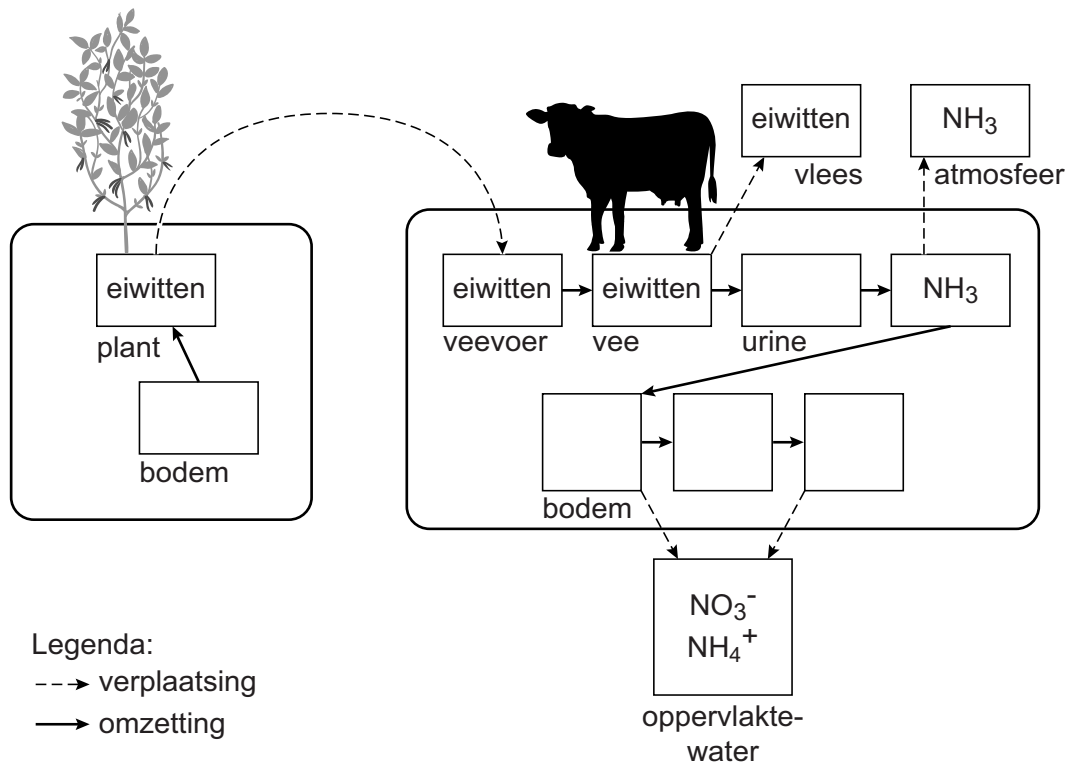 eiwitten
vlees
NH₃
atmosfeer
eiwitten
plant
bodem
eiwitten
veevoer
eiwitten
vee
urine
NH₃
bodem
NO₃⁻
NH₄⁺
oppervlakte-
water
Legenda:
verplaatsing
omzetting